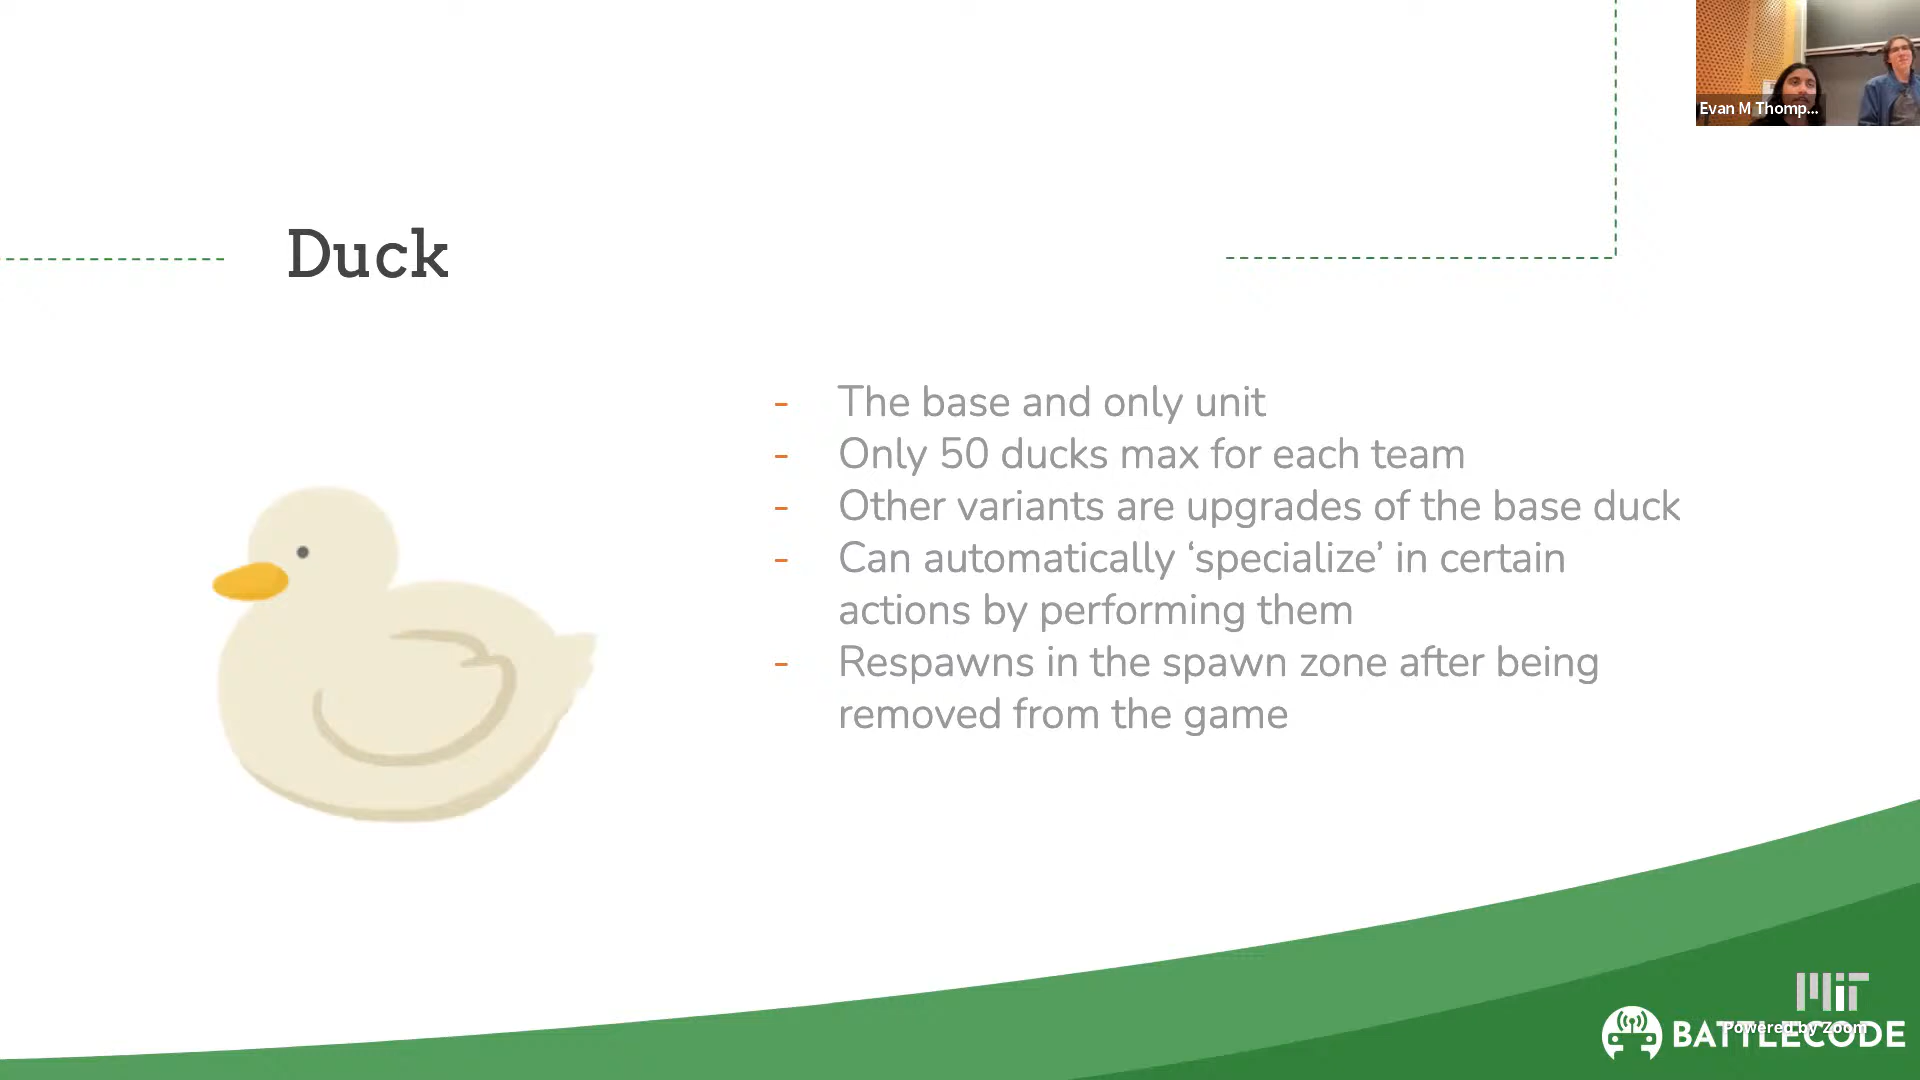 Evan M Thomp...
Duck
- The base and only unit
- Only 50 ducks max for each team
- Other variants are upgrades of the base duck
- Can automatically ‘specialize’ in certain
actions by performing them
- Respawns in the spawn zone after being
removed from the game
MIT
Powered by Zoom
BATTLECODE